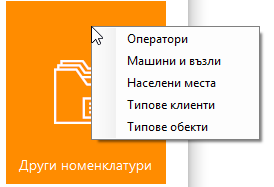 Оператори
Машини и възли
Населени места
Типове клиенти
Типове обекти
Други номенклатури